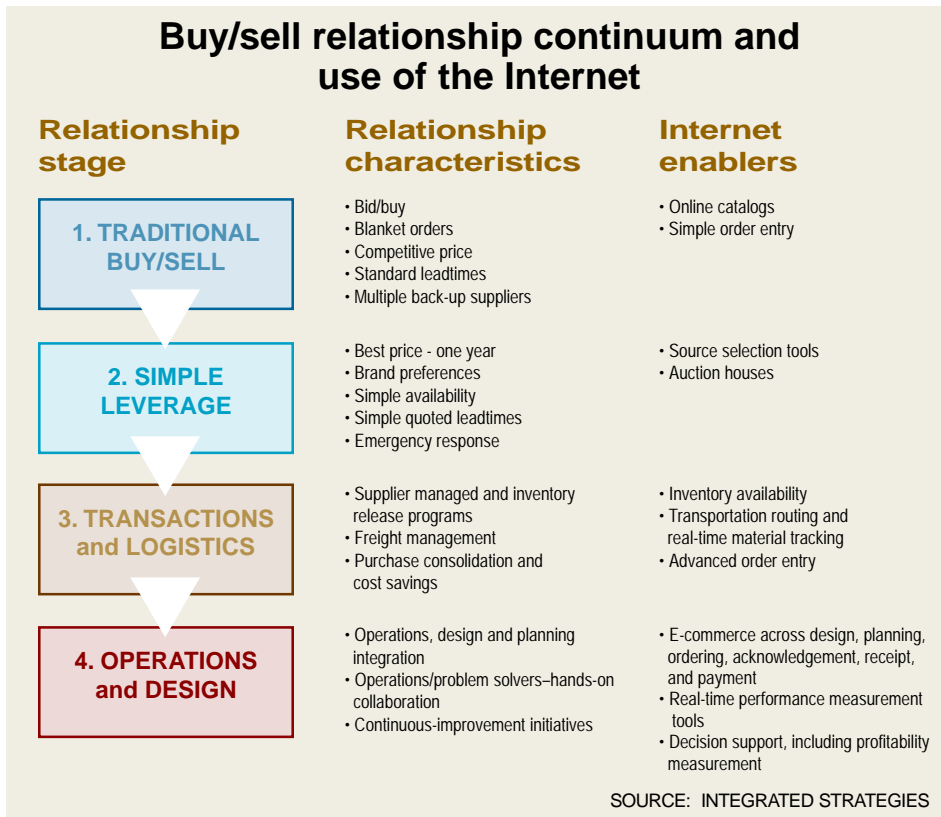 Buy/sell relationship continuum and
use of the Internet
Relationship
stage
Relationship
characteristics
Internet
enablers
1. TRADITIONAL
BUY/SELL
• Bid/buy
• Blanket orders
• Competitive price
• Standard leadtimes
• Multiple back-up suppliers
• Online catalogs
• Simple order entry
2. SIMPLE
LEVERAGE
• Best price - one year
• Brand preferences
• Simple availability
• Simple quoted leadtimes
• Emergency response
• Source selection tools
• Auction houses
3. TRANSACTIONS
and LOGISTICS
• Supplier managed and inventory
release programs
• Freight management
• Purchase consolidation and
cost savings
• Inventory availability
• Transportation routing and
real-time material tracking
• Advanced order entry
4. OPERATIONS
and DESIGN
• Operations, design and planning
integration
• Operations/problem solvers–hands-on
collaboration
• Continuous-improvement initiatives
• E-commerce across design, planning,
ordering, acknowledgement, receipt,
and payment
• Real-time performance measurement
tools
• Decision support, including profitability
measurement
SOURCE: INTEGRATED STRATEGIES